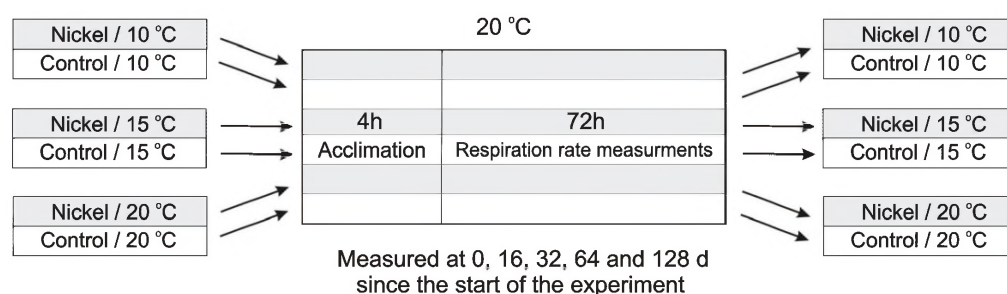 Nickel / 10 °C
Control / 10 °C
Nickel / 15 °C
Control / 15 °C
Nickel / 20 °C
Control / 20 °C
20 °C
4h 72h
Acclimation Respiration rate measurments
Measured at 0, 16, 32, 64 and 128 d
since the start of the experiment
Nickel / 10 °C
Control / 10 °C
Nickel / 15 °C
Control / 15 °C
Nickel / 20 °C
Control / 20 °C